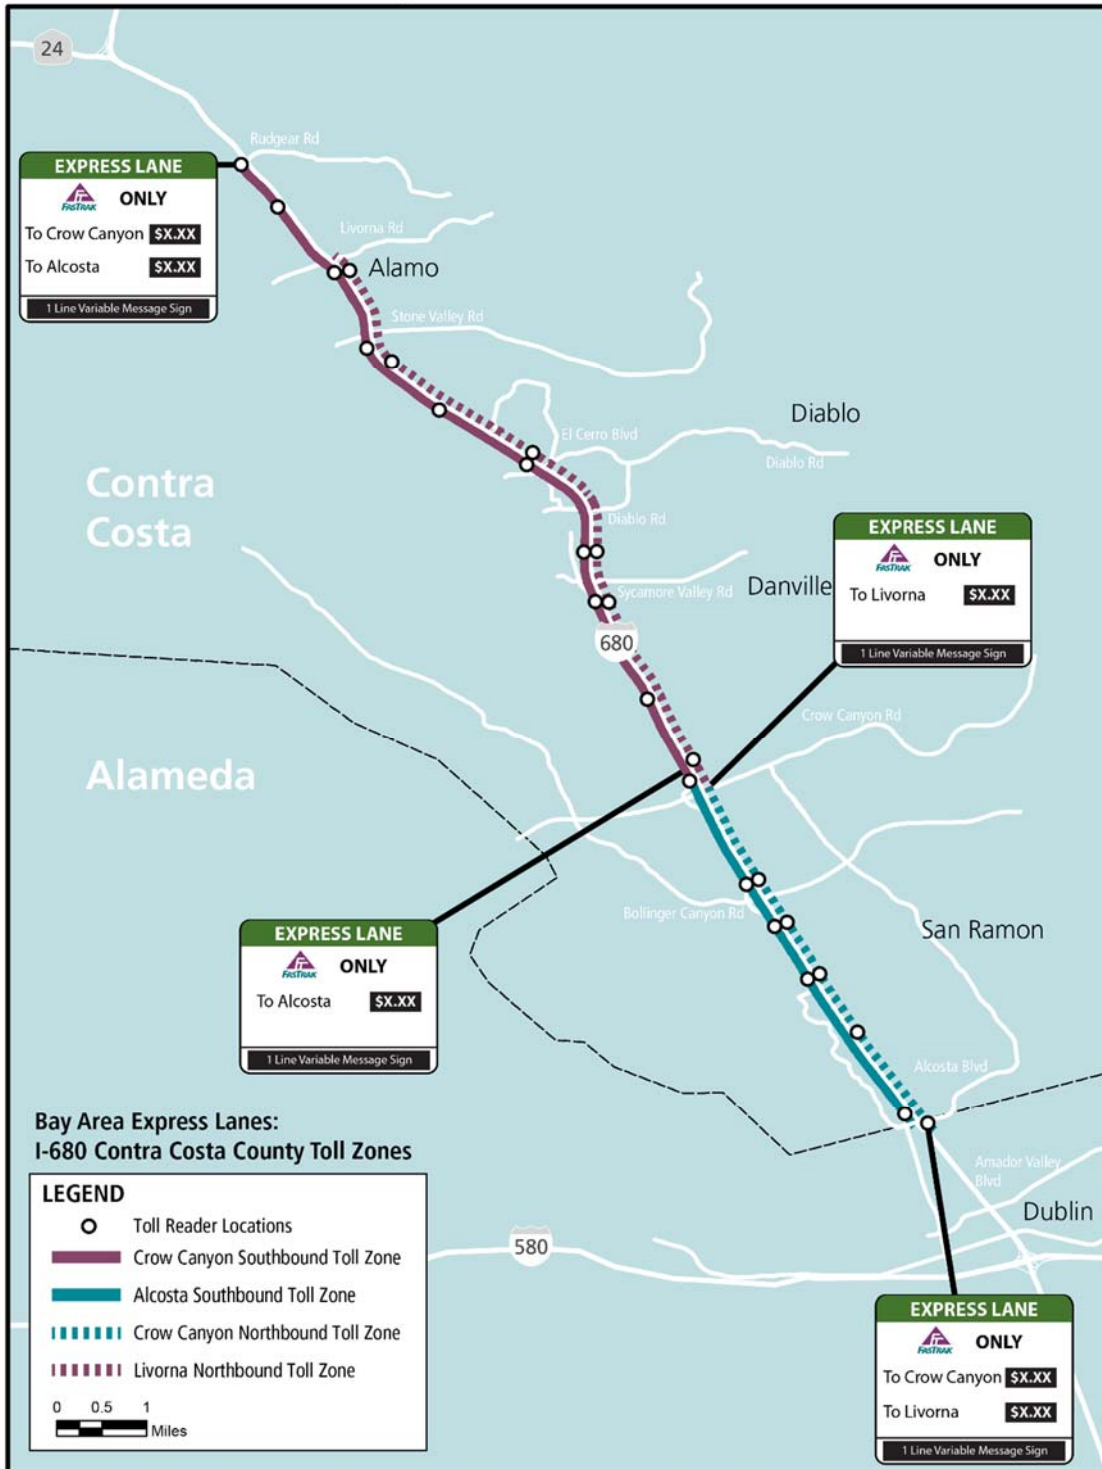 24
Rudgear Rd
EXPRESS LANE
FASTRAK
ONLY
To Crow Canyon $X.XX
To Alcosta $X.XX
1 Line Variable Message Sign
Livorna Rd
Alamo
Stone Valley Rd
Diablo
El Cerro Blvd
Diablo Rd
Contra
Costa
Diablo Rd
EXPRESS LANE
FASTRAK
ONLY
To Livorna $X.XX
1 Line Variable Message Sign
Sycamore Valley Rd
Danville
680
Crow Canyon Rd
Alameda
Bollinger Canyon Rd
San Ramon
EXPRESS LANE
FASTRAK
ONLY
To Alcosta $X.XX
1 Line Variable Message Sign
Alcosta Blvd
Bay Area Express Lanes:
I-680 Contra Costa County Toll Zones
Amador Valley
Blvd
Dublin
580
LEGEND
Toll Reader Locations
Crow Canyon Southbound Toll Zone
Alcosta Southbound Toll Zone
Crow Canyon Northbound Toll Zone
Livorna Northbound Toll Zone
0 0.5 1
Miles
EXPRESS LANE
FASTRAK
ONLY
To Crow Canyon $X.XX
To Livorna $X.XX
1 Line Variable Message Sign